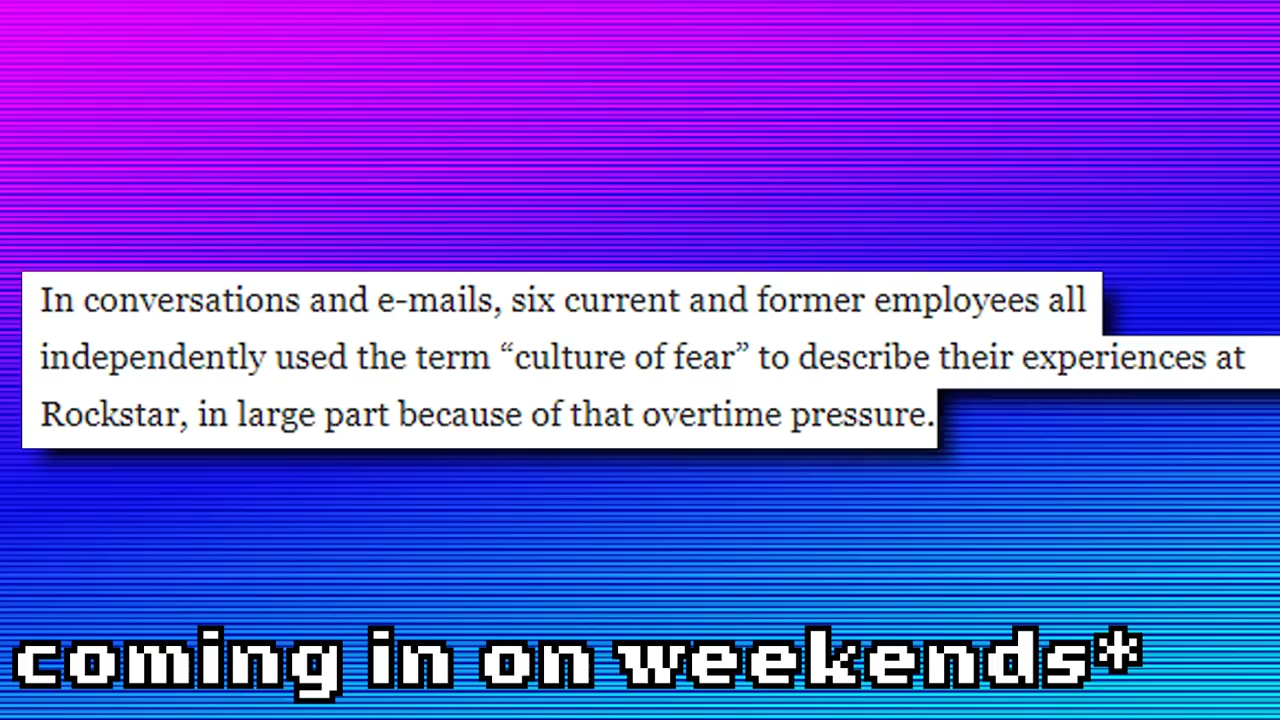 In conversations and e-mails, six current and former employees all
independently used the term “culture of fear” to describe their experiences at
Rockstar, in large part because of that overtime pressure.
coming in on weekends*